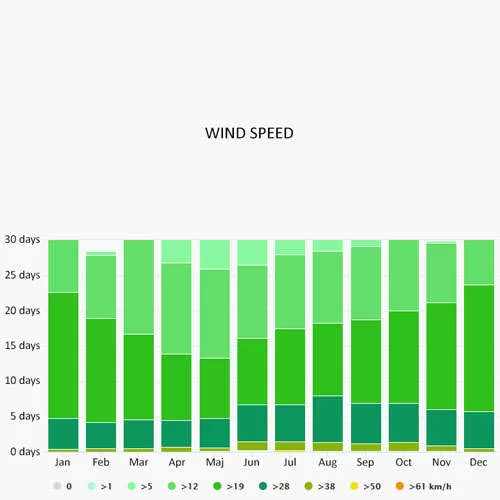 WIND SPEED
30 days
25 days
20 days
15 days
10 days
5 days
0 days
Jan Feb Mar Apr Maj Jun Jul Aug Sep Oct Nov Dec
0 >1 >5 >12 >19 >28 >38 >50 >61 km/h